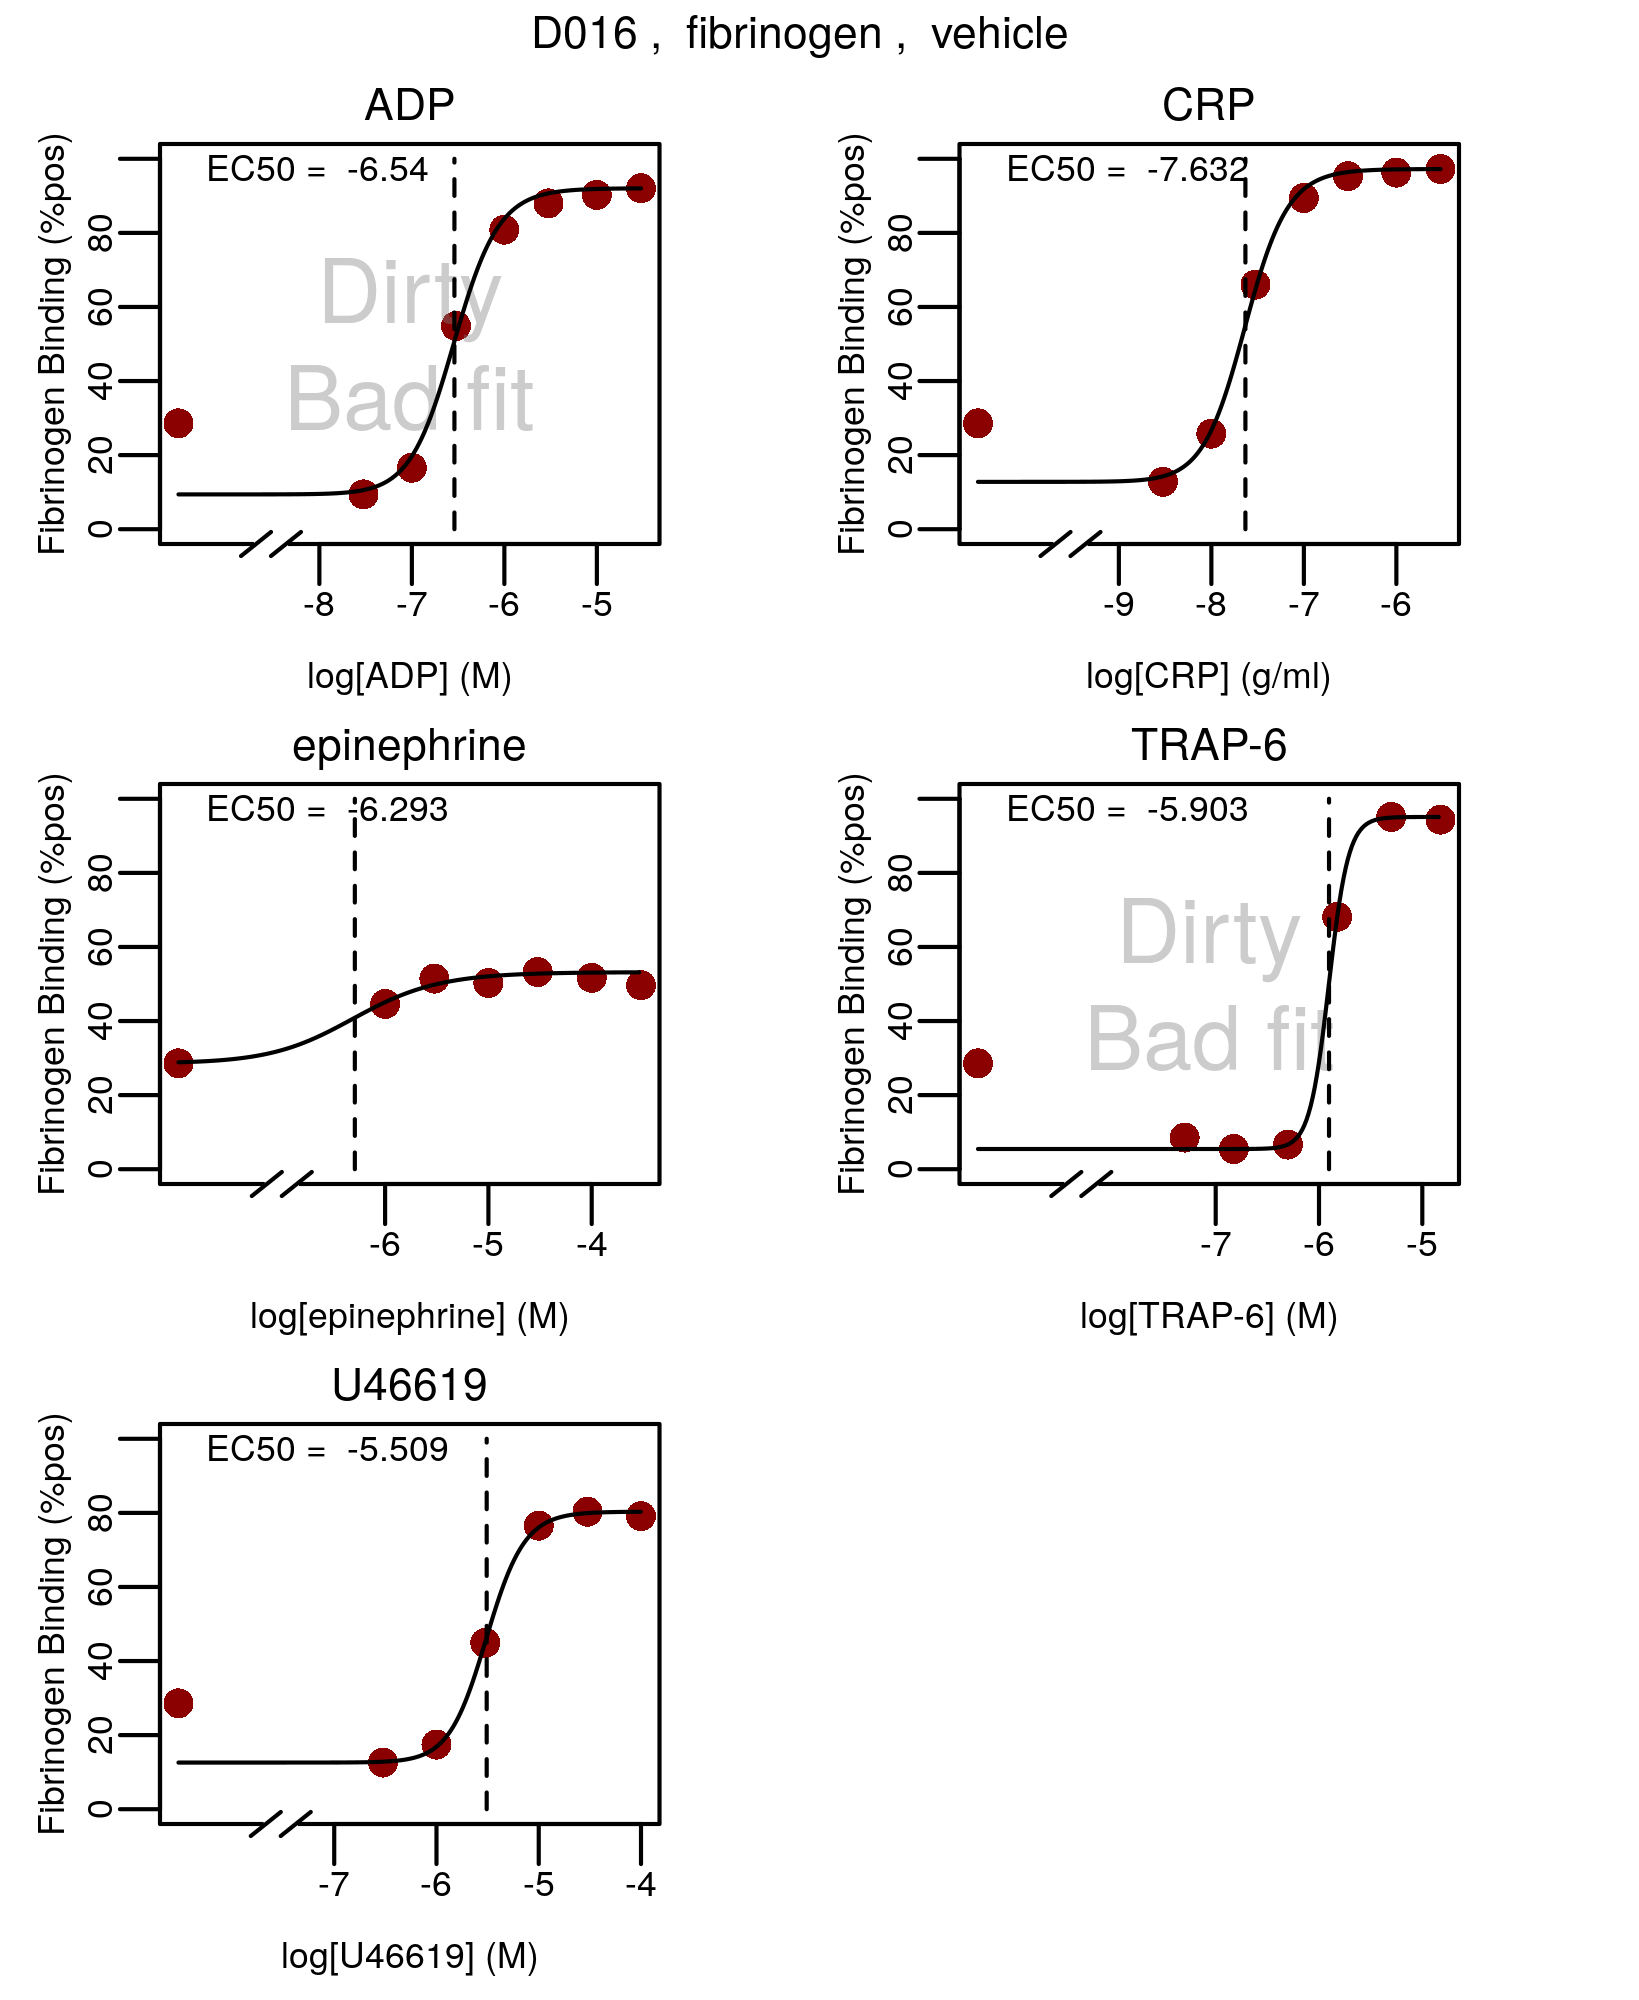 D016 , fibrinogen , vehicle
ADP
EC50 = -6.54
Dirty
Bad fit
Fibrinogen Binding (%pos)
0 20 40 60 80
-8 -7 -6 -5
log[ADP] (M)
CRP
EC50 = -7.632
Fibrinogen Binding (%pos)
0 20 40 60 80
-9 -8 -7 -6
log[CRP] (g/ml)
epinephrine
EC50 = -6.293
Fibrinogen Binding (%pos)
0 20 40 60 80
-6 -5 -4
log[epinephrine] (M)
TRAP-6
EC50 = -5.903
Dirty
Bad fit
Fibrinogen Binding (%pos)
0 20 40 60 80
-7 -6 -5
log[TRAP-6] (M)
U46619
EC50 = -5.509
Fibrinogen Binding (%pos)
0 20 40 60 80
-7 -6 -5 -4
log[U46619] (M)